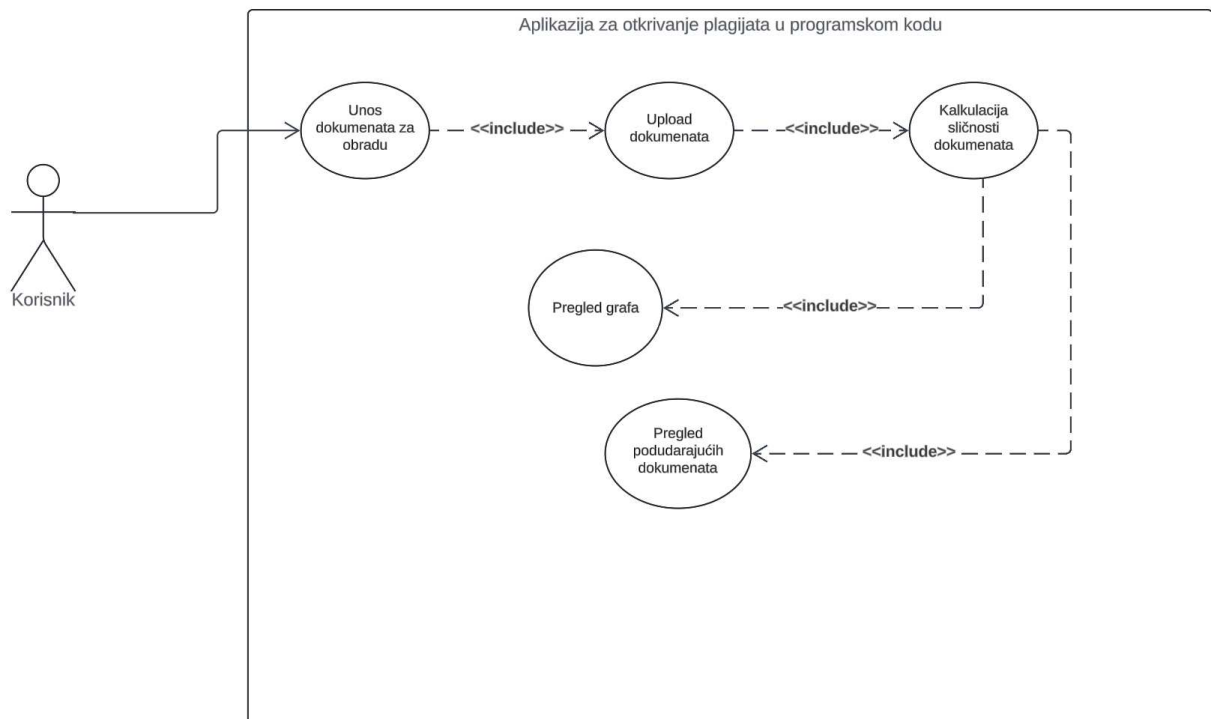 Aplikazija za otkrivanje plagijata u programskom kodu
Unos
dokumenata za
obradu
<<include>>
Upload
dokumenata
<<include>>
Kalkulacija
sličnosti
dokumenata
Korisnik
Pregled grafa
<<include>>
Pregled
podudarajućih
dokumenata
<<include>>